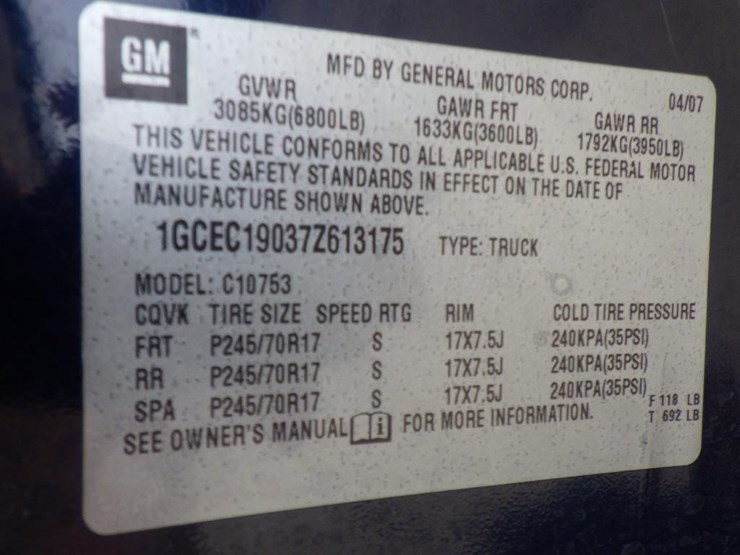 GM
MFD BY GENERAL MOTORS CORP. 04/07
GVWR GAWR FRT GAWR RR
3085KG(6800LB) 1633KG(3600LB) 1792KG(3950LB)
THIS VEHICLE CONFORMS TO ALL APPLICABLE U.S. FEDERAL MOTOR
VEHICLE SAFETY STANDARDS IN EFFECT ON THE DATE OF
MANUFACTURE SHOWN ABOVE.
1GCEC19037Z613175 TYPE: TRUCK
MODEL: C10753
CQVK TIRE SIZE SPEED RTG RIM COLD TIRE PRESSURE
FRT P245/70R17 S 17X7.5J 240KPA(35PSI)
RR P245/70R17 S 17X7.5J 240KPA(35PSI)
SPA P245/70R17 S 17X7.5J 240KPA(35PSI)
SEE OWNER'S MANUAL i FOR MORE INFORMATION.
F 118 LB
T 692 LB